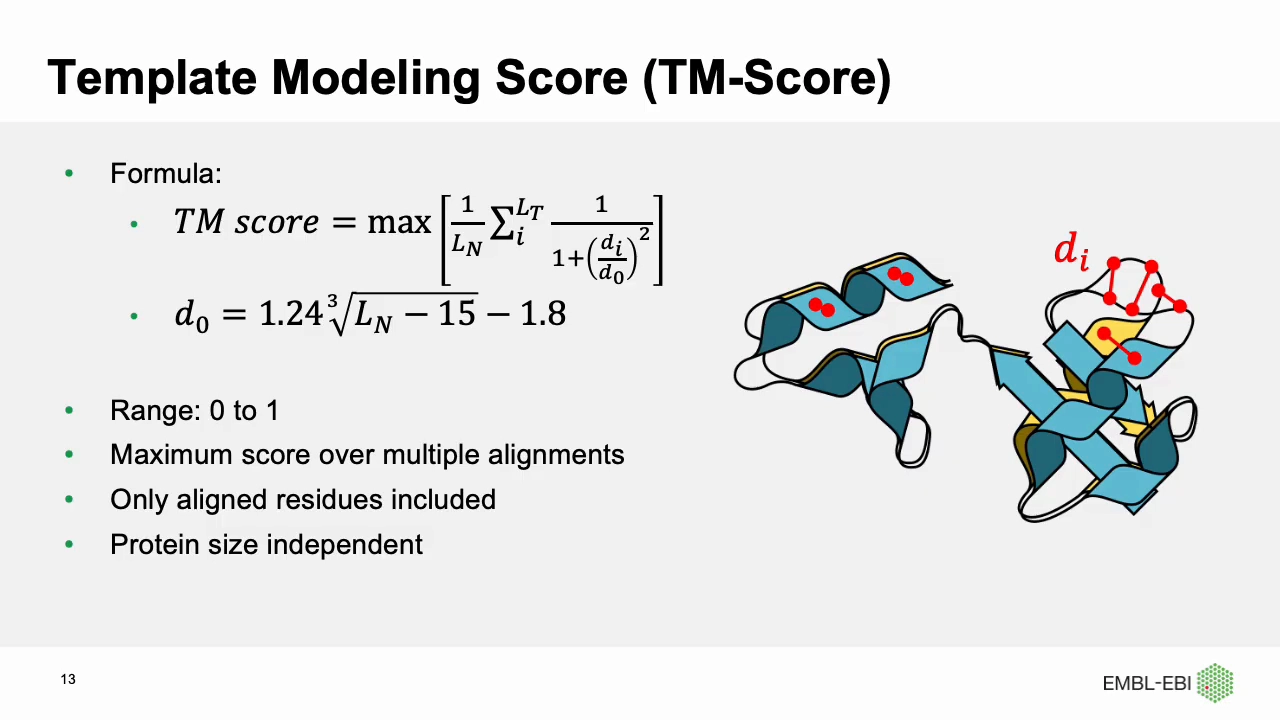 Template Modeling Score (TM-Score)
• Formula:
• TM score = max [ 1/L_N ∑_i^{L_T} 1/(1+(d_i/d_0)^2) ]
• d_0 = 1.24 ∛(L_N − 15) − 1.8
d_i
• Range: 0 to 1
• Maximum score over multiple alignments
• Only aligned residues included
• Protein size independent
13
EMBL-EBI